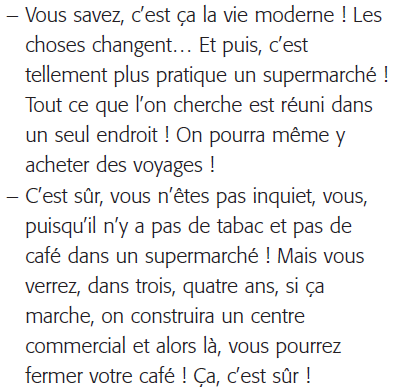 – Vous savez, c’est ça la vie moderne ! Les
choses changent… Et puis, c’est
tellement plus pratique un supermarché !
Tout ce que l’on cherche est réuni dans
un seul endroit ! On pourra même y
acheter des voyages !
– C’est sûr, vous n’êtes pas inquiet, vous,
puisqu’il n’y a pas de tabac et pas de
café dans un supermarché ! Mais vous
verrez, dans trois, quatre ans, si ça
marche, on construira un centre
commercial et alors là, vous pourrez
fermer votre café ! Ça, c’est sûr !